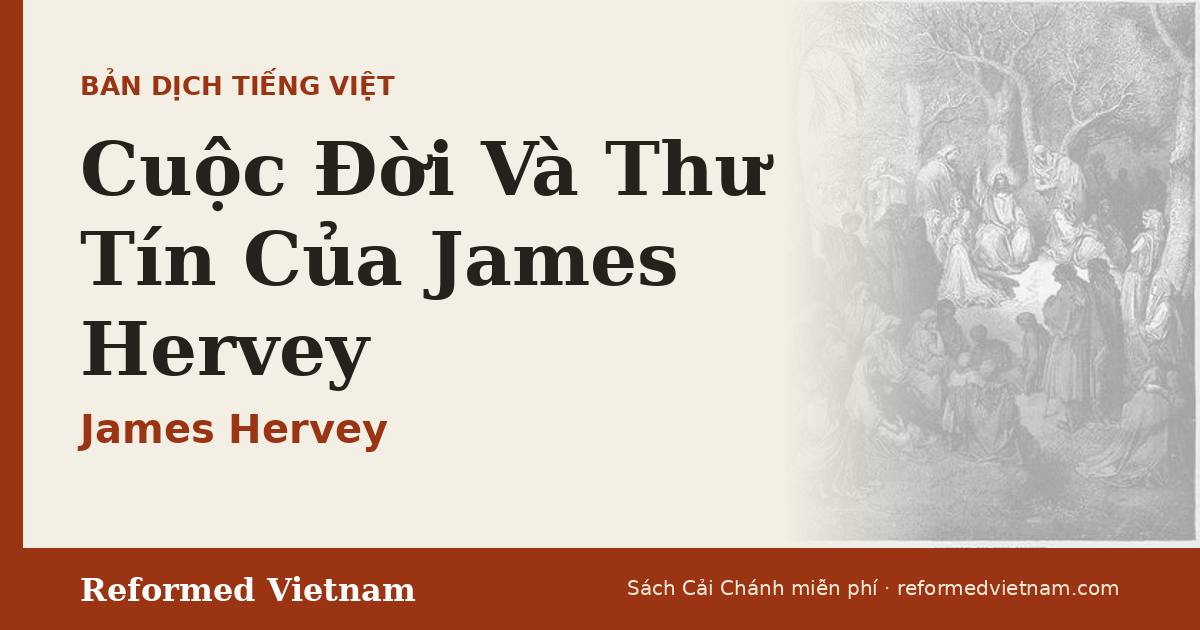 BẢN DỊCH TIẾNG VIỆT
Cuộc Đời Và Thư
Tín Của James
Hervey
James Hervey
Reformed Vietnam
Sách Cải Chánh miễn phí · reformedvietnam.com